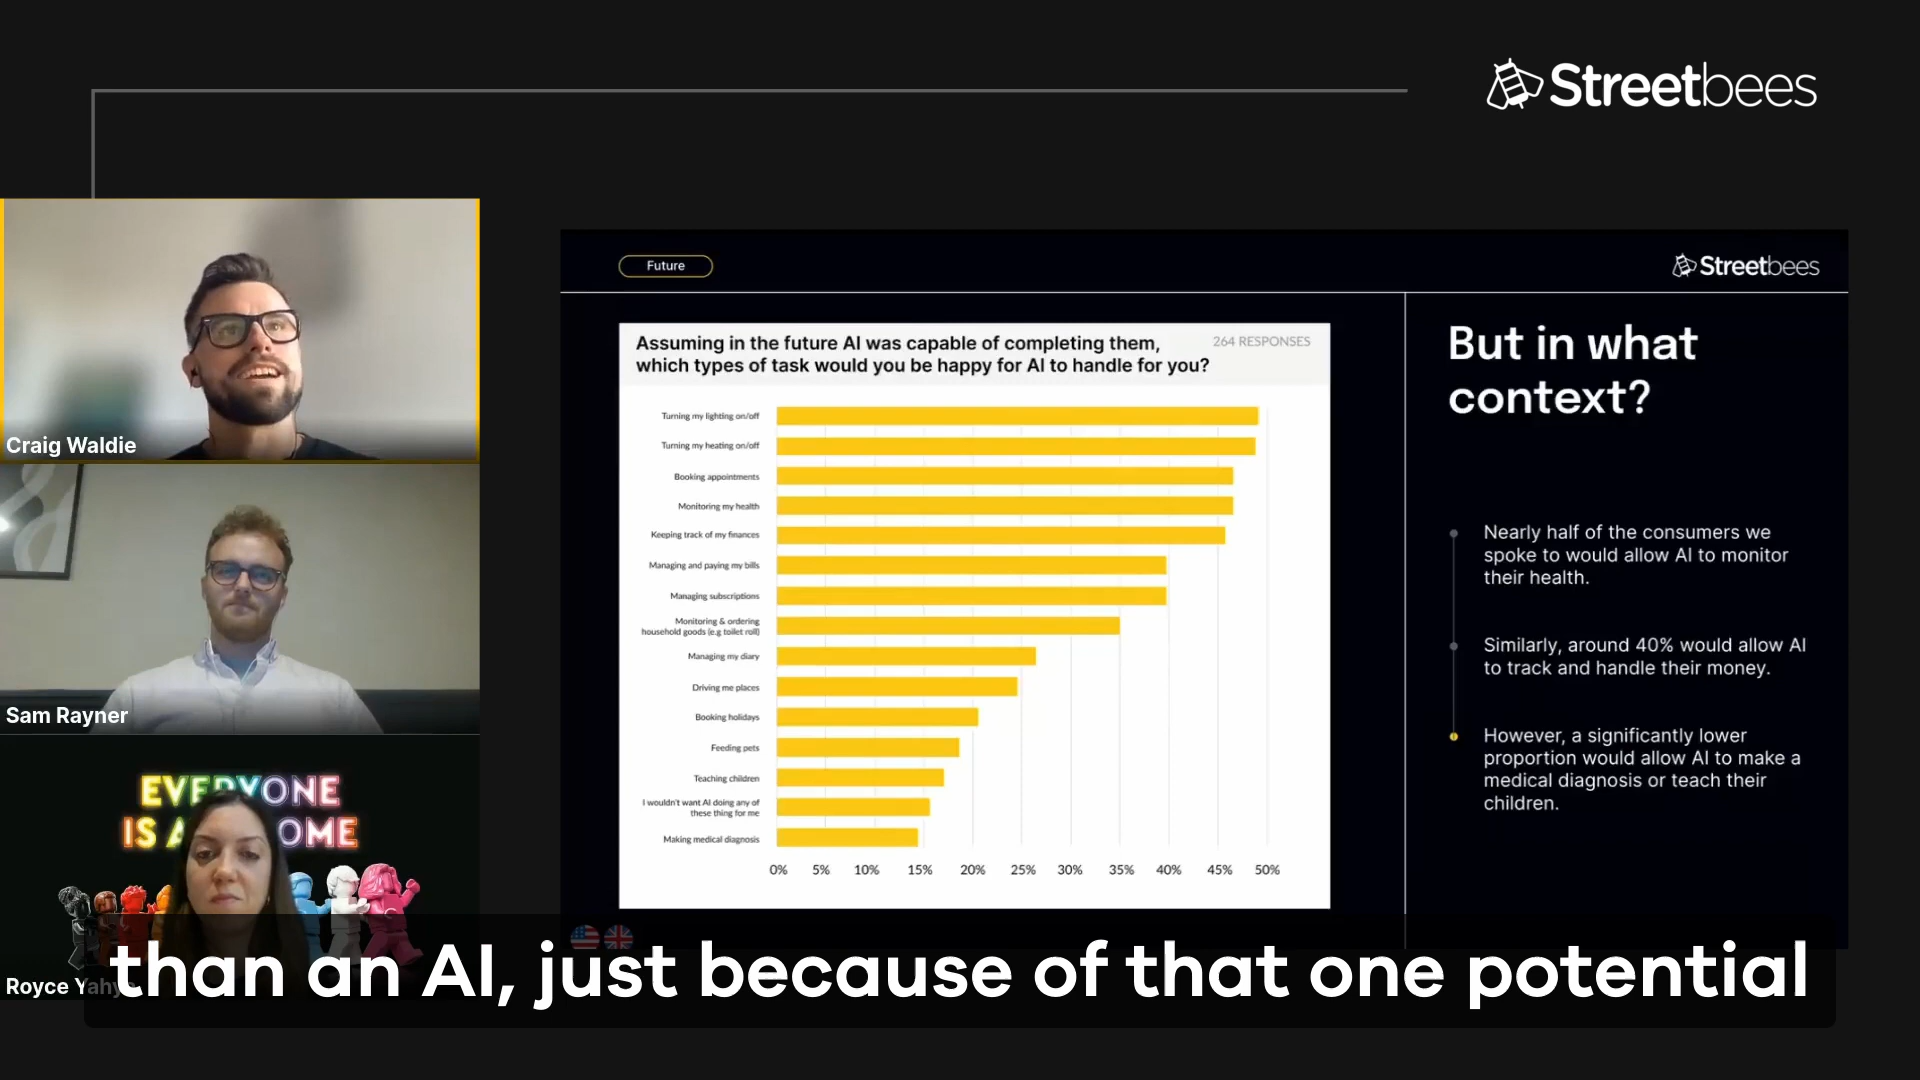 Streetbees
Craig Waldie
Sam Rayner
EVERYONE
IS A OME
Royce Yahya
Future
Streetbees
Assuming in the future AI was capable of completing them,
which types of task would you be happy for AI to handle for you?
264 RESPONSES
Turning my lighting on/off
Turning my heating on/off
Booking appointments
Monitoring my health
Keeping track of my finances
Managing and paying my bills
Managing subscriptions
Monitoring & ordering
household goods (e.g toilet roll)
Managing my diary
Driving me places
Booking holidays
Feeding pets
Teaching children
I wouldn't want AI doing any of
these thing for me
Making medical diagnosis
0% 5% 10% 15% 20% 25% 30% 35% 40% 45% 50%
But in what
context?
Nearly half of the consumers we
spoke to would allow AI to monitor
their health.
Similarly, around 40% would allow AI
to track and handle their money.
However, a significantly lower
proportion would allow AI to make a
medical diagnosis or teach their
children.
than an AI, just because of that one potential